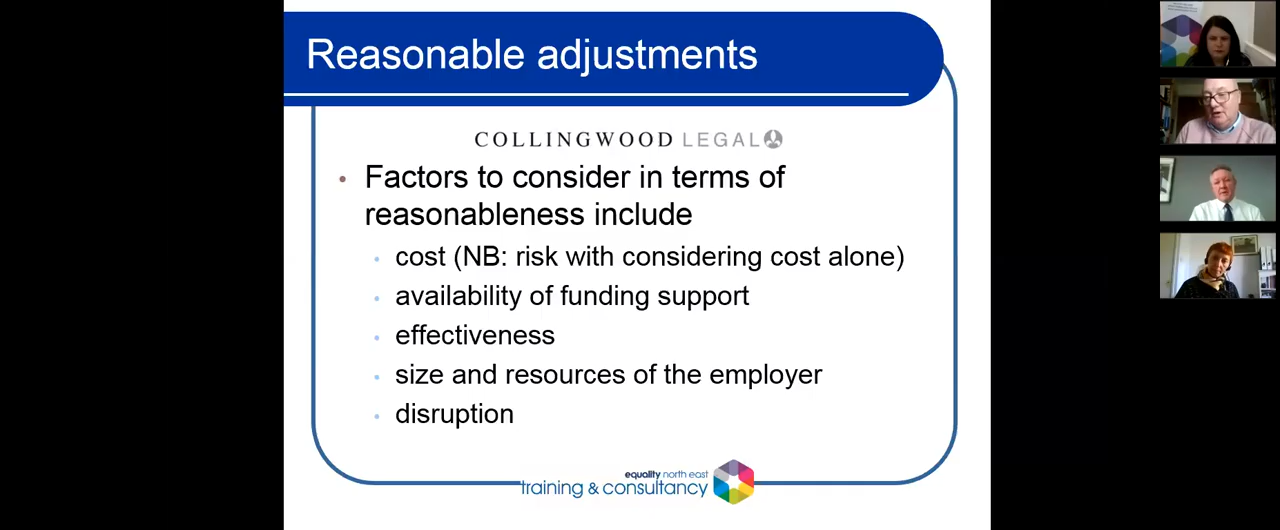 Reasonable adjustments
COLLINGWOOD LEGAL
• Factors to consider in terms of
reasonableness include
• cost (NB: risk with considering cost alone)
• availability of funding support
• effectiveness
• size and resources of the employer
• disruption
equality north east
training & consultancy